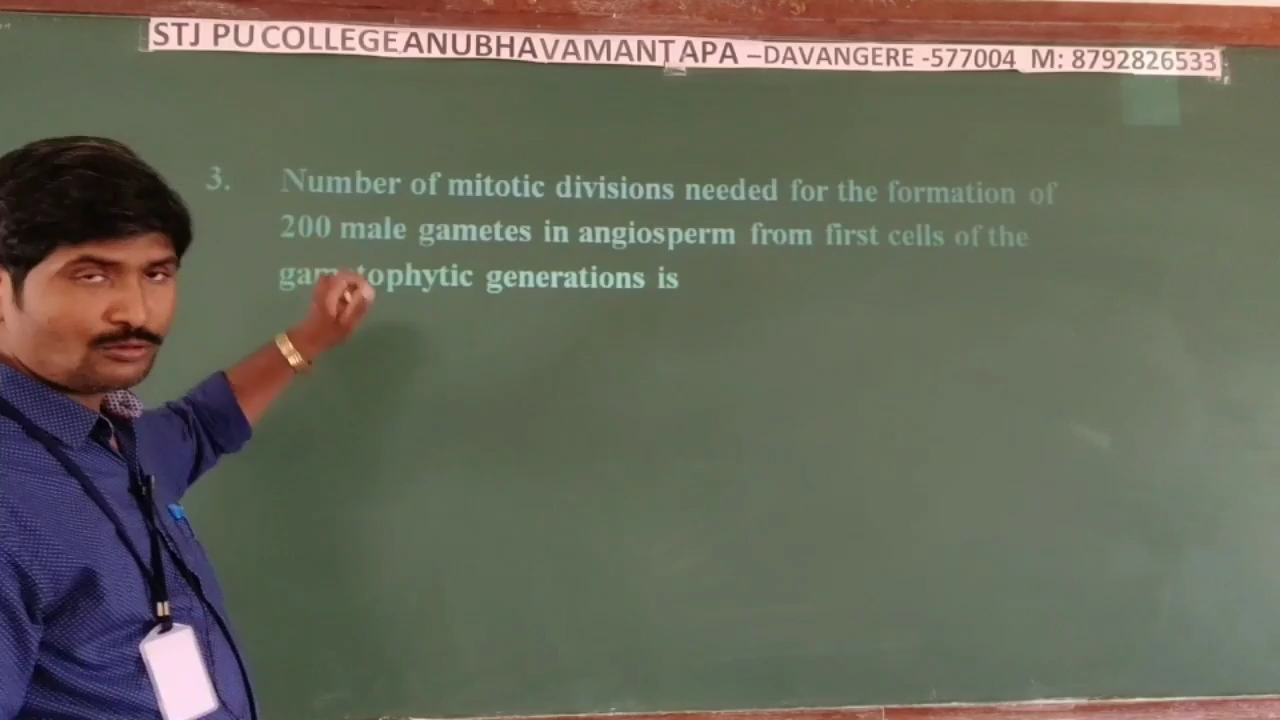 STJ PU COLLEGE ANUBHAVAMANTAPA –DAVANGERE -577004 M: 8792826533
3. Number of mitotic divisions needed for the formation of
200 male gametes in angiosperm from first cells of the
gametophytic generations is